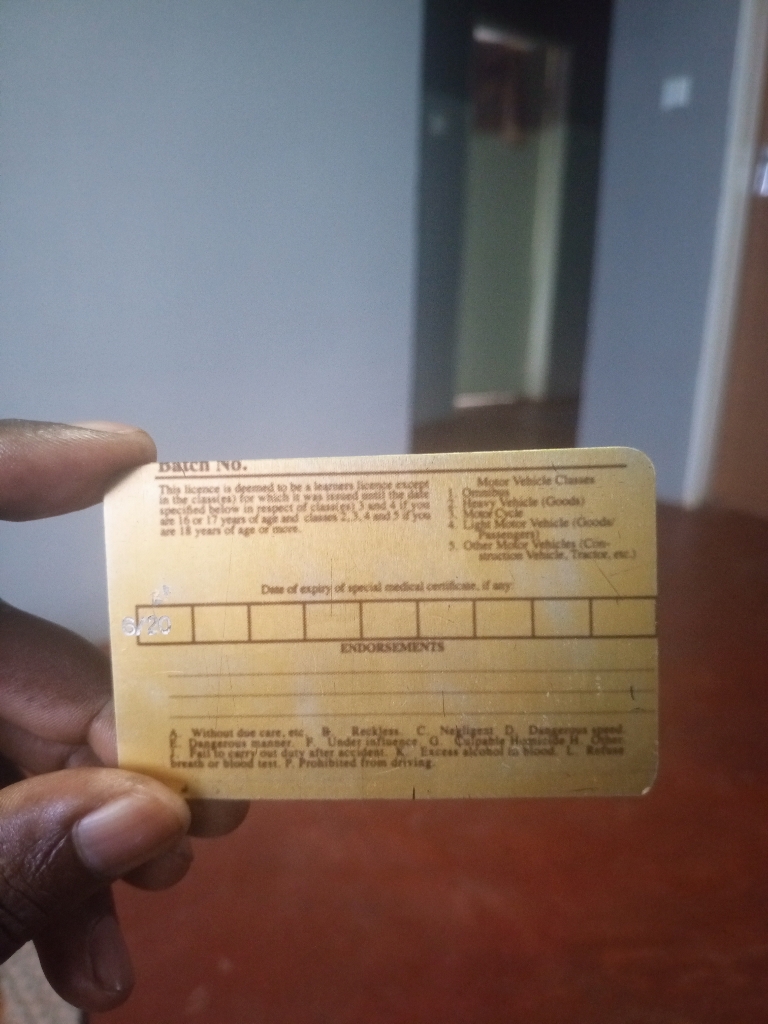 Batch No.
This licence is deemed to be a learners licence except
in the class(es) for which it was issued until the date
specified below in respect of class(es) 3 and 4 if you
are 16 or 17 years of age and classes 2, 3, 4 and 5 if you
are 18 years of age or more.
Motor Vehicle Classes
1. Omnibus
2. Heavy Vehicle (Goods)
3. Motor Cycle
4. Light Motor Vehicle (Goods/
Passengers)
5. Other Motor Vehicles (Con-
struction Vehicle, Tractor, etc.)
Date of expiry of special medical certificate, if any:
6/20
ENDORSEMENTS
A. Without due care, etc. B. Reckless. C. Negligent D. Dangerous speed.
E. Dangerous manner. F. Under influence. G. Culpable Homicide H. Other.
J. Fail to carry out duty after accident. K. Excess alcohol in blood. L. Refuse
breath or blood test. P. Prohibited from driving.